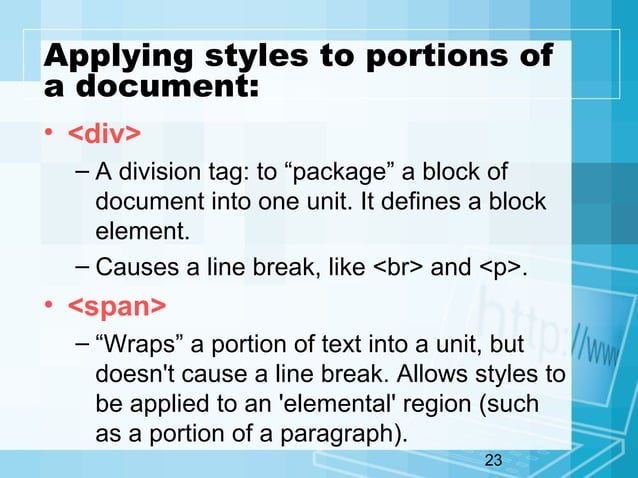 Applying styles to portions of
a document:
• <div>
– A division tag: to “package” a block of
document into one unit. It defines a block
element.
– Causes a line break, like <br> and <p>.
• <span>
– “Wraps” a portion of text into a unit, but
doesn't cause a line break. Allows styles to
be applied to an 'elemental' region (such
as a portion of a paragraph).
http://www
23